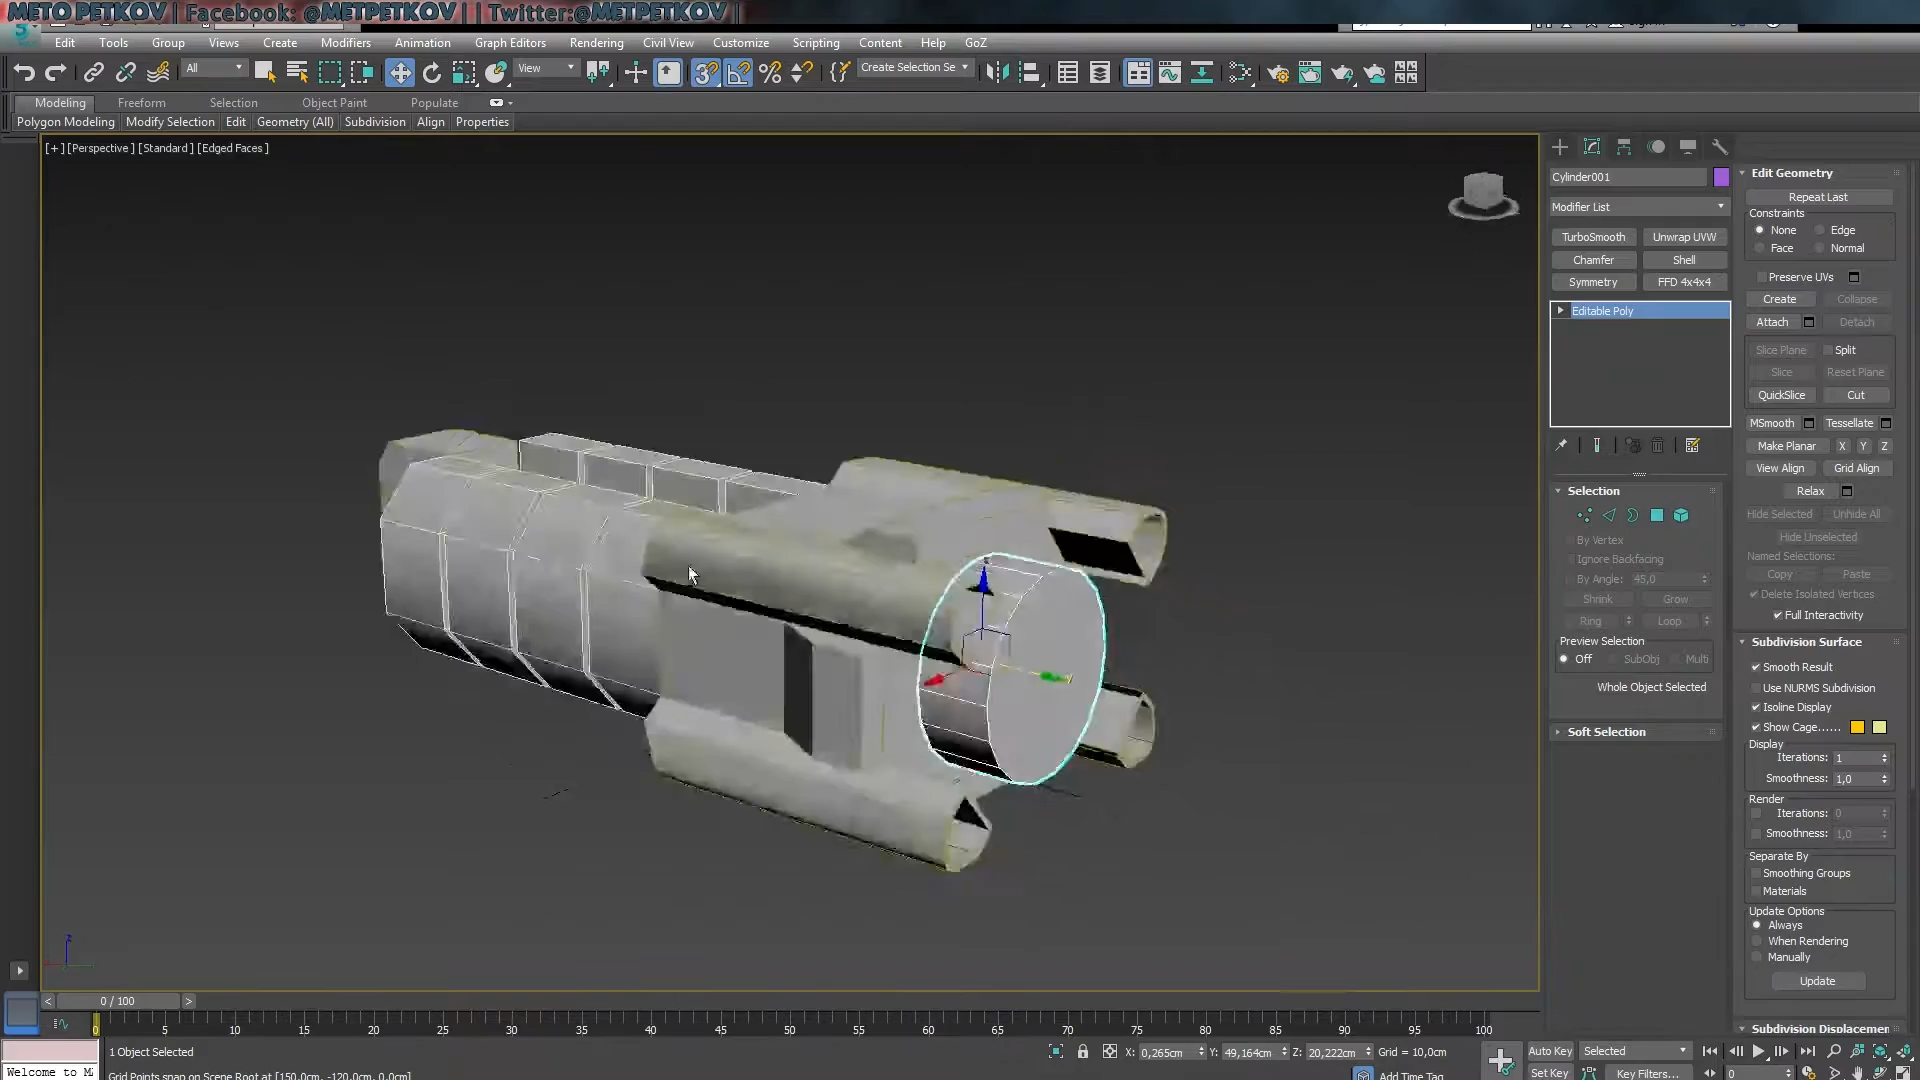 METO PETKOV | Facebook: @METPETKOV | | Twitter:@METPETKOV |
Edit Tools Group Views Create Modifiers Animation Graph Editors Rendering Civil View Customize Scripting Content Help GoZ
All View Create Selection Se
Modeling Freeform Selection Object Paint Populate
Polygon Modeling Modify Selection Edit Geometry (All) Subdivision Align Properties
[+] [Perspective ] [Standard ] [Edged Faces ]
Cylinder001
Modifier List
TurboSmooth Unwrap UVW
Chamfer Shell
Symmetry FFD 4x4x4
Editable Poly
Selection
By Vertex
Ignore Backfacing
By Angle: 45,0
Shrink Grow
Ring Loop
Preview Selection
Off SubObj Multi
Whole Object Selected
Soft Selection
Edit Geometry
Repeat Last
Constraints
None Edge
Face Normal
Preserve UVs
Create Collapse
Attach Detach
Slice Plane Split
Slice Reset Plane
QuickSlice Cut
MSmooth Tessellate
Make Planar X Y Z
View Align Grid Align
Relax
Hide Selected Unhide All
Hide Unselected
Named Selections:
Copy Paste
Delete Isolated Vertices
Full Interactivity
Subdivision Surface
Smooth Result
Use NURMS Subdivision
Isoline Display
Show Cage......
Display
Iterations: 1
Smoothness: 1,0
Render
Iterations: 0
Smoothness: 1,0
Separate By
Smoothing Groups
Materials
Update Options
Always
When Rendering
Manually
Update
Subdivision Displacemen
z
< 0 / 100 >
0 5 10 15 20 25 30 35 40 45 50 55 60 65 70 75 80 85 90 95 100
1 Object Selected X: 0,265cm Y: 49,164cm Z: 20,222cm Grid = 10,0cm Auto Key Selected
Welcome to M Grid Points snap on Scene Root at [150,0cm, -120,0cm, 0,0cm] Add Time Tag Set Key Key Filters... 0